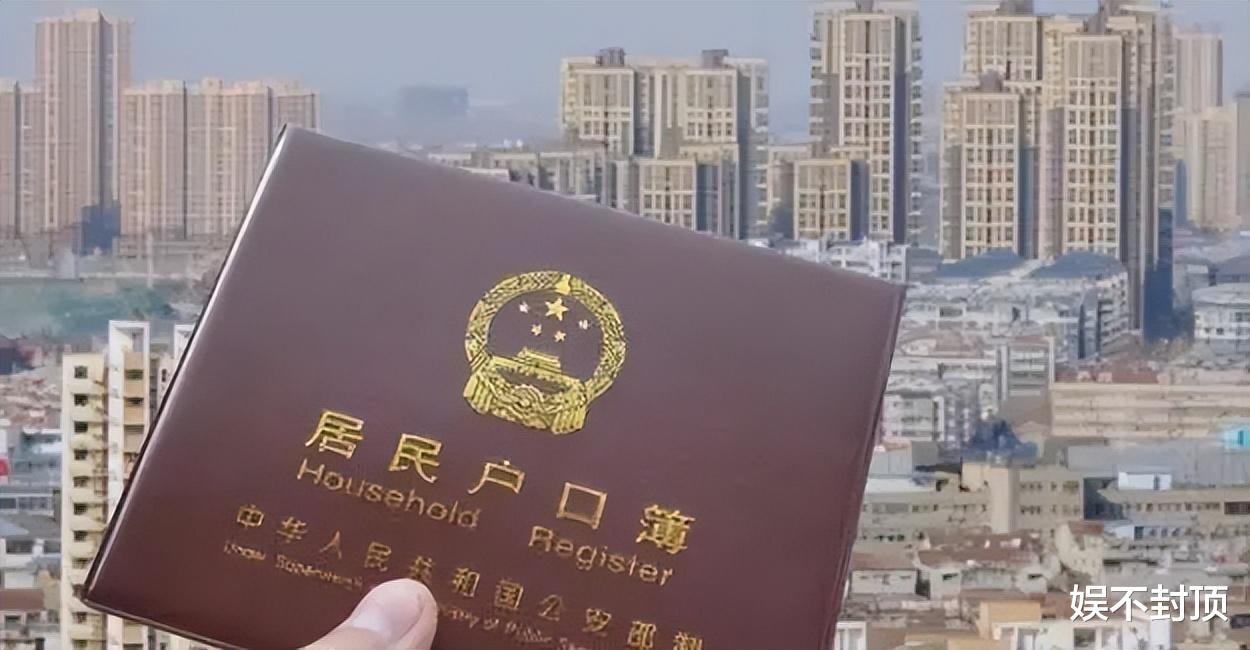 居民户口簿
Household Register
中华人民共和国公安部制
娱不封顶